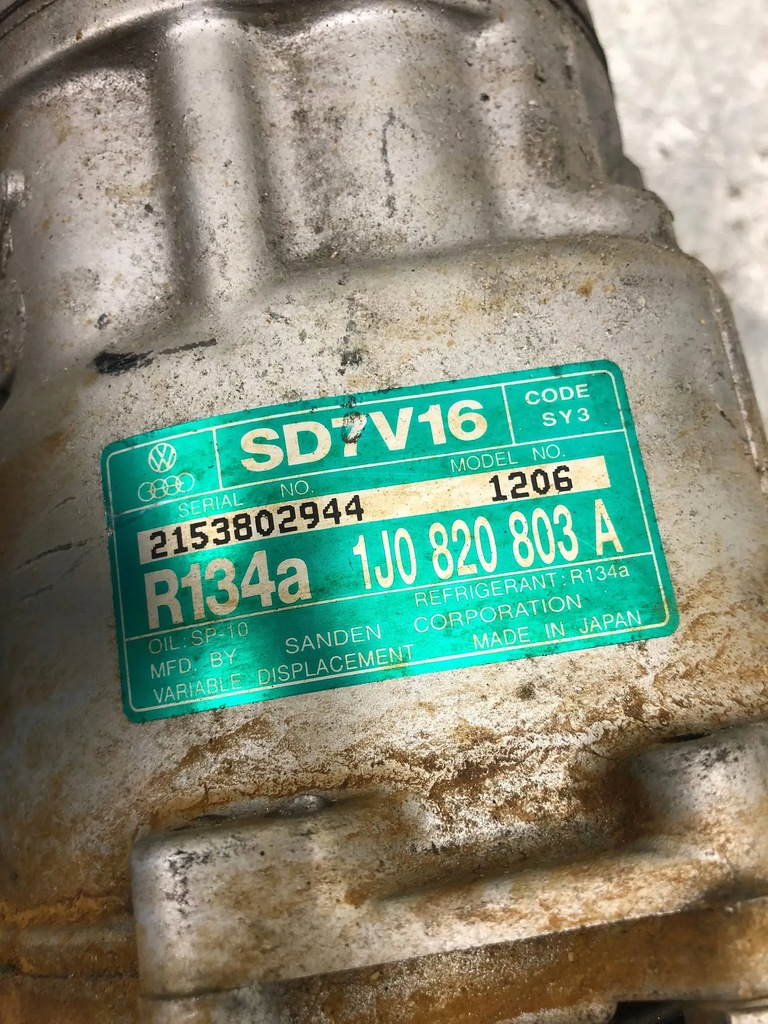 SD7V16
CODE
SY3
SERIAL NO.
MODEL NO.
2153802944
1206
R134a 1J0 820 803 A
OIL: SP-10
REFRIGERANT: R134a
MFD. BY SANDEN CORPORATION
VARIABLE DISPLACEMENT
MADE IN JAPAN